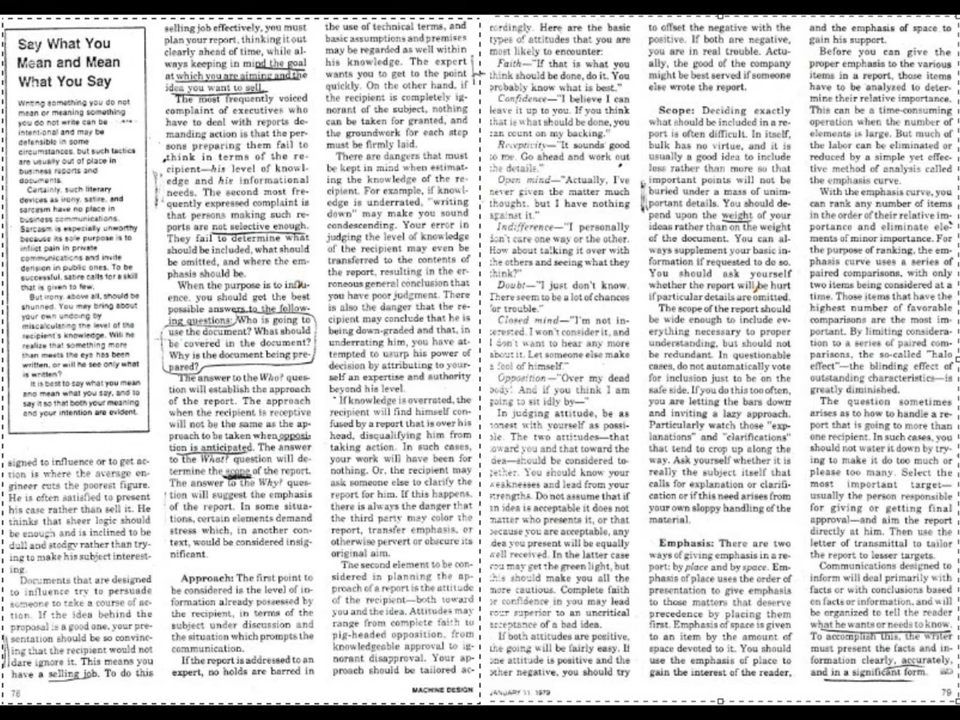 Say What You
Mean and Mean
What You Say
Writing something you do not
mean or meaning something
you do not write can be
intentional and may be
defensible in some
circumstances, but such tactics
are usually out of place in
business reports and
documents.
Certainly, such literary
devices as irony, satire, and
sarcasm have no place in
business communications.
Sarcasm is especially unworthy
because its sole purpose is to
inflict pain in private
communications and invite
derision in public ones. To be
successful, satire calls for a skill
that is given to few.
But irony, above all, should be
shunned. You may bring about
your own undoing by
miscalculating the level of the
recipient's knowledge. Will he
realize that something more
than meets the eye has been
written, or will he see only what
is written?
It is best to say what you mean
and mean what you say, and to
say it so that both your meaning
and your intention are evident.
signed to influence or to get ac-
tion is where the average en-
gineer cuts the poorest figure.
He is often satisfied to present
his case rather than sell it. He
thinks that sheer logic should
be enough and is inclined to be
dull and stodgy rather than try-
ing to make his subject interest-
ing.
Documents that are designed
to influence try to persuade
someone to take a course of ac-
tion. If the idea behind the
proposal is a good one, your pre-
sentation should be so convinc-
ing that the recipient would not
dare ignore it. This means you
have a selling job. To do this
78
selling job effectively, you must
plan your report, thinking it out
clearly ahead of time, while al-
ways keeping in mind the goal
at which you are aiming and the
idea you want to sell.
The most frequently voiced
complaint of executives who
have to deal with reports de-
manding action is that the per-
sons preparing them fail to
think in terms of the re-
cipient—his level of knowl-
edge and his informational
needs. The second most fre-
quently expressed complaint is
that persons making such re-
ports are not selective enough.
They fail to determine what
should be included, what should
be omitted, and where the em-
phasis should be.
When the purpose is to influ-
ence, you should get the best
possible answers to the follow-
ing questions: Who is going to
use the document? What should
be covered in the document?
Why is the document being pre-
pared?
The answer to the Who? ques-
tion will establish the approach
of the report. The approach
when the recipient is receptive
will not be the same as the ap-
proach to be taken when opposi-
tion is anticipated. The answer
to the What? question will de-
termine the scope of the report.
The answer to the Why? ques-
tion will suggest the emphasis
of the report. In some situa-
tions, certain elements demand
stress which, in another con-
text, would be considered insig-
nificant.
Approach: The first point to
be considered is the level of in-
formation already possessed by
the recipient, in terms of the
subject under discussion and
the situation which prompts the
communication.
If the report is addressed to an
expert, no holds are barred in
the use of technical terms, and
basic assumptions and premises
may be regarded as well within
his knowledge. The expert
wants you to get to the point
quickly. On the other hand, if
the recipient is completely ig-
norant of the subject, nothing
can be taken for granted, and
the groundwork for each step
must be firmly laid.
There are dangers that must
be kept in mind when estimat-
ing the knowledge of the re-
cipient. For example, if knowl-
edge is underrated, "writing
down" may make you sound
condescending. Your error in
judging the level of knowledge
of the recipient may even be
transferred to the contents of
the report, resulting in the er-
roneous general conclusion that
you have poor judgment. There
is also the danger that the re-
cipient may conclude that he is
being down-graded and that, in
underrating him, you have at-
tempted to usurp his power of
decision by attributing to your-
self an expertise and authority
beyond his level.
If knowledge is overrated, the
recipient will find himself con-
fused by a report that is over his
head, disqualifying him from
taking action. In such cases,
your work will have been for
nothing. Or, the recipient may
ask someone else to clarify the
report for him. If this happens,
there is always the danger that
the third party may color the
report, transfer emphasis, or
otherwise pervert or obscure its
original aim.
The second element to be con-
sidered in planning the ap-
proach of a report is the attitude
of the recipient—both toward
you and the idea. Attitudes may
range from complete faith to
pig-headed opposition, from
knowledgeable approval to ig-
norant disapproval. Your ap-
proach should be tailored ac-
MACHINE DESIGN
cordingly. Here are the basic
types of attitudes that you are
most likely to encounter:
Faith—"If that is what you
think should be done, do it. You
probably know what is best."
Confidence—"I believe I can
leave it up to you. If you think
that is what should be done, you
can count on my backing."
Receptivity—"It sounds good
to me. Go ahead and work out
the details."
Open mind—"Actually, I've
never given the matter much
thought, but I have nothing
against it."
Indifference—"I personally
don't care one way or the other.
How about talking it over with
the others and seeing what they
think?"
Doubt—"I just don't know.
There seem to be a lot of chances
for trouble."
Closed mind—"I'm not in-
terested. I won't consider it, and
I don't want to hear any more
about it. Let someone else make
a fool of himself."
Opposition—"Over my dead
body! And if you think I am
going to sit idly by—"
In judging attitude, be as
honest with yourself as possi-
ble. The two attitudes—that
toward you and that toward the
idea—should be considered to-
gether. You should know your
weaknesses and lead from your
strengths. Do not assume that if
an idea is acceptable it does not
matter who presents it, or that
because you are acceptable, any
idea you present will be equally
well received. In the latter case
you may get the green light, but
this should make you all the
more cautious. Complete faith
or confidence in you may lead
your superior to an uncritical
acceptance of a bad idea.
If both attitudes are positive,
the going will be fairly easy. If
one attitude is positive and the
other negative, you should try
JANUARY 11, 1979
to offset the negative with the
positive. If both are negative,
you are in real trouble. Actu-
ally, the good of the company
might be best served if someone
else wrote the report.
Scope: Deciding exactly
what should be included in a re-
port is often difficult. In itself,
bulk has no virtue, and it is
usually a good idea to include
less rather than more so that
important points will not be
buried under a mass of unim-
portant details. You should de-
pend upon the weight of your
ideas rather than on the weight
of the document. You can al-
ways supplement your basic in-
formation if requested to do so.
You should ask yourself
whether the report will be hurt
if particular details are omitted.
The scope of the report should
be wide enough to include ev-
erything necessary to proper
understanding, but should not
be redundant. In questionable
cases, do not automatically vote
for inclusion just to be on the
safe side. If you do this too often,
you are letting the bars down
and inviting a lazy approach.
Particularly watch those "exp-
lanations" and "clarifications"
that tend to crop up along the
way. Ask yourself whether it is
really the subject itself that
calls for explanation or clarifi-
cation or if this need arises from
your own sloppy handling of the
material.
Emphasis: There are two
ways of giving emphasis in a re-
port: by place and by space. Em-
phasis of place uses the order of
presentation to give emphasis
to those matters that deserve
precedence by placing them
first. Emphasis of space is given
to an item by the amount of
space devoted to it. You should
use the emphasis of place to
gain the interest of the reader,
and the emphasis of space to
gain his support.
Before you can give the
proper emphasis to the various
items in a report, those items
have to be analyzed to deter-
mine their relative importance.
This can be a time-consuming
operation when the number of
elements is large. But much of
the labor can be eliminated or
reduced by a simple yet effec-
tive method of analysis called
the emphasis curve.
With the emphasis curve, you
can rank any number of items
in the order of their relative im-
portance and eliminate ele-
ments of minor importance. For
the purpose of ranking, the em-
phasis curve uses a series of
paired comparisons, with only
two items being considered at a
time. Those items that have the
highest number of favorable
comparisons are the most im-
portant. By limiting considera-
tion to a series of paired com-
parisons, the so-called "halo
effect"—the blinding effect of
outstanding characteristics—is
greatly diminished.
The question sometimes
arises as to how to handle a re-
port that is going to more than
one recipient. In such cases, you
should not water it down by try-
ing to make it do too much or
please too many. Select the
most important target—
usually the person responsible
for giving or getting final
approval—and aim the report
directly at him. Then use the
letter of transmittal to tailor
the report to lesser targets.
Communications designed to
inform will deal primarily with
facts or with conclusions based
on facts or information, and will
be organized to tell the reader
what he wants or needs to know.
To accomplish this, the writer
must present the facts and in-
formation clearly, accurately,
and in a significant form.
79